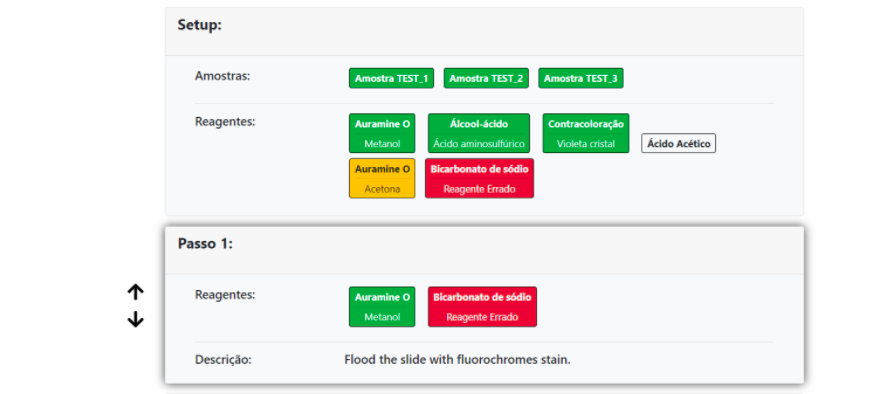 Setup:
Amostras:
Amostra TEST_1 Amostra TEST_2 Amostra TEST_3
Reagentes:
Auramine O Álcool-ácido Contracoloração
Metanol Ácido aminosulfúrico Violeta cristal Ácido Acético
Auramine O Bicarbonato de sódio
Acetona Reagente Errado
Passo 1:
Reagentes:
Auramine O Bicarbonato de sódio
Metanol Reagente Errado
Descrição: Flood the slide with fluorochromes stain.